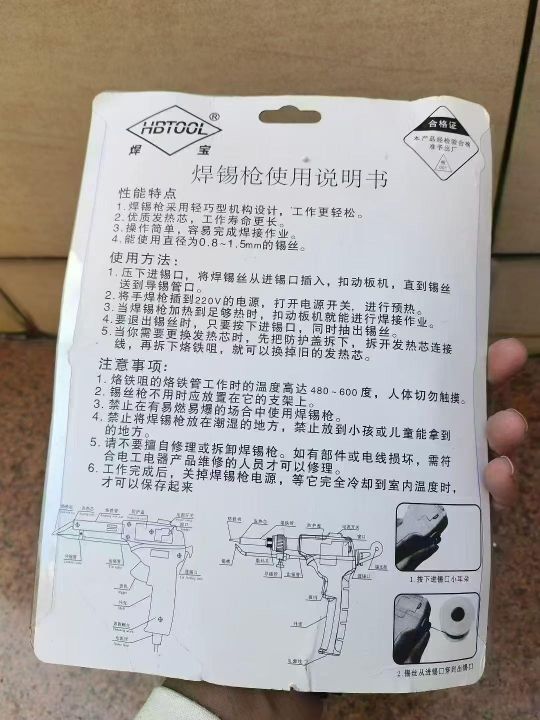 HBTOOL®
焊 宝
合格证
本产品经检验合格
准予出厂
焊锡枪使用说明书
性能特点
1. 焊锡枪采用轻巧型机构设计，工作更轻松。
2. 优质发热芯，工作寿命更长。
3. 操作简单，容易完成焊接作业。
4. 能使用直径为0.8~1.5mm的锡丝。
使用方法：
1. 压下进锡口，将焊锡丝从进锡口插入，扣动板机，直到锡丝
送到导锡管口。
2. 将手焊枪插到220V的电源，打开电源开关，进行预热。
3. 当焊锡枪加热到足够热时，扣动板机就能进行焊接作业。
4. 要退出锡丝时，只要按下进锡口，同时抽出锡丝。
5. 当你需要更换发热芯时，先把防护盖拆下，拆开发热芯连接
线，再拆下烙铁咀，就可以换掉旧的发热芯。
注意事项：
1. 烙铁咀的烙铁管工作时的温度高达 480~600 度，人体切勿触摸。
2. 锡丝枪不用时应放置在它的支架上。
3. 禁止在有易燃易爆的场合中使用焊锡枪。
4. 禁止将焊锡枪放在潮湿的地方，禁止放到小孩或儿童能拿到
的地方。
5. 请不要擅自修理或拆卸焊锡枪。如有部件或电线损坏，需符
合电工电器产品维修的人员才可以修理。
6. 工作完成后，关掉焊锡枪电源，等它完全冷却到室内温度时，
才可以保存起来
1. 按下进锡口小耳朵
2. 锡丝从进锡口穿到出锡口